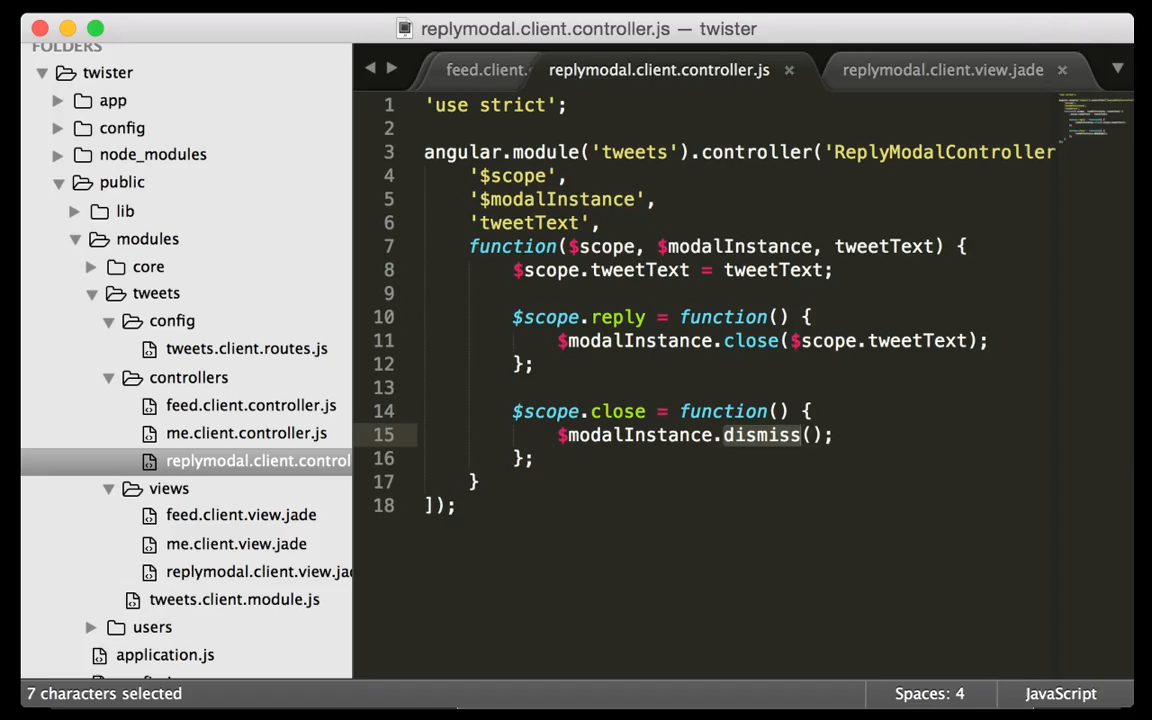 replymodal.client.controller.js — twister
FOLDERS
twister
app
config
node_modules
public
lib
modules
core
tweets
config
tweets.client.routes.js
controllers
feed.client.controller.js
me.client.controller.js
replymodal.client.control
views
feed.client.view.jade
me.client.view.jade
replymodal.client.view.jad
tweets.client.module.js
users
application.js
feed.client. replymodal.client.controller.js × replymodal.client.view.jade ×
1 'use strict';
2
3 angular.module('tweets').controller('ReplyModalController
4 '$scope',
5 '$modalInstance',
6 'tweetText',
7 function($scope, $modalInstance, tweetText) {
8 $scope.tweetText = tweetText;
9
10 $scope.reply = function() {
11 $modalInstance.close($scope.tweetText);
12 };
13
14 $scope.close = function() {
15 $modalInstance.dismiss();
16 };
17 }
18 ]);
7 characters selected
Spaces: 4
JavaScript